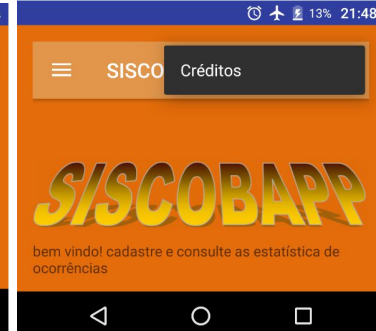 13% 21:48
SISCO
Créditos
SISCOBAPP
bem vindo! cadastre e consulte as estatística de
ocorrências